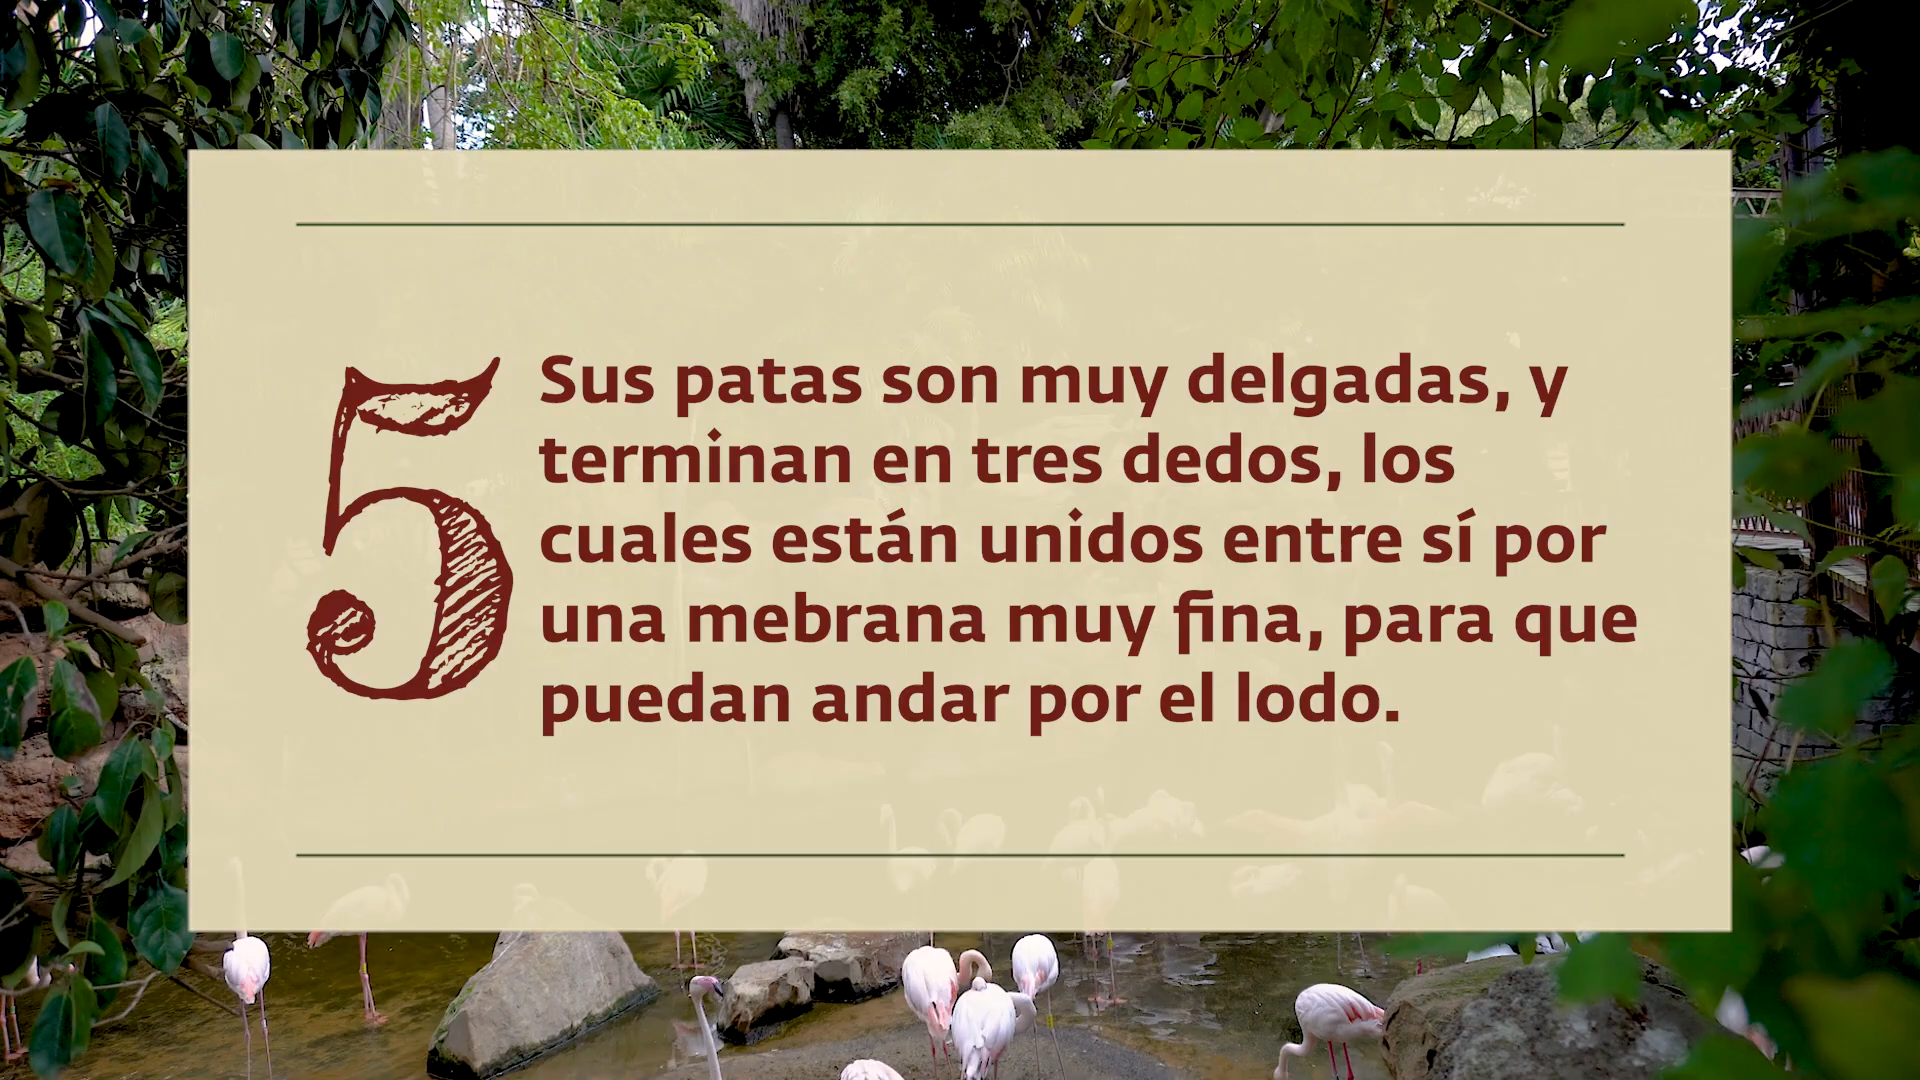 5
Sus patas son muy delgadas, y
terminan en tres dedos, los
cuales están unidos entre sí por
una mebrana muy fina, para que
puedan andar por el lodo.